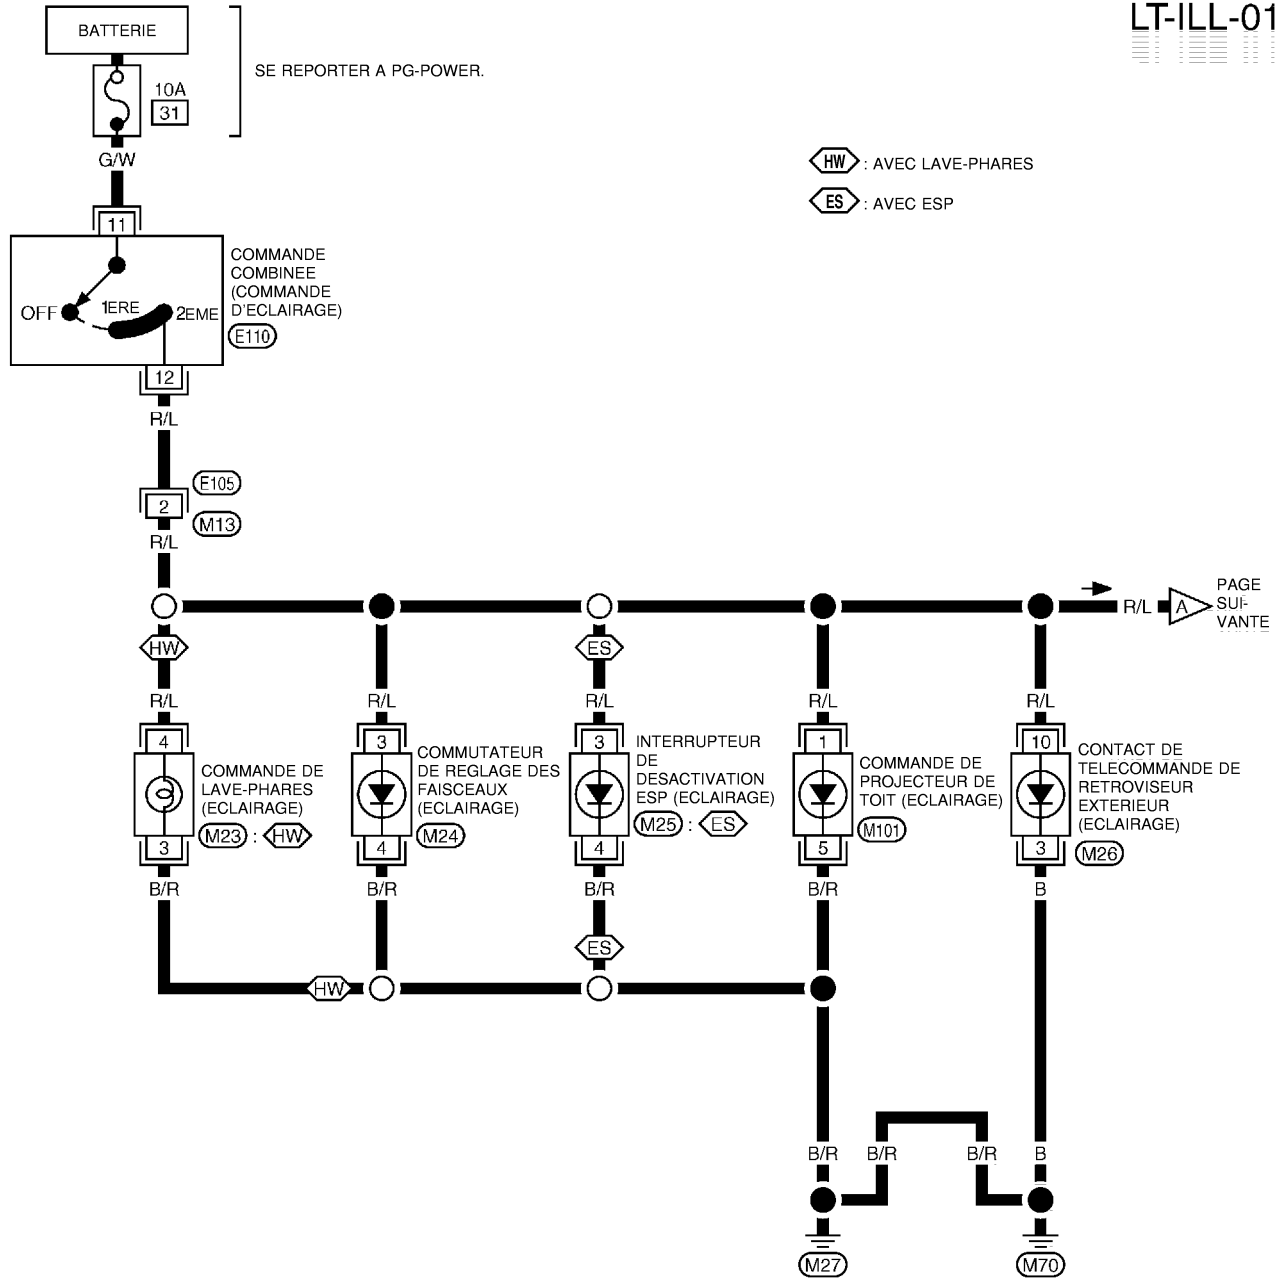 LT-ILL-01
BATTERIE
10A
31
SE REPORTER A PG-POWER.
G/W
HW : AVEC LAVE-PHARES
ES : AVEC ESP
11
COMMANDE
COMBINEE
(COMMANDE
D'ECLAIRAGE)
E110
OFF
1ERE
2EME
12
R/L
E105
2
M13
R/L
R/L
A
PAGE
SUI-
VANTE
HW
ES
R/L
R/L
R/L
R/L
R/L
4
3
3
1
10
COMMANDE DE
LAVE-PHARES
(ECLAIRAGE)
M23 : HW
COMMUTATEUR
DE REGLAGE DES
FAISCEAUX
(ECLAIRAGE)
M24
INTERRUPTEUR
DE
DESACTIVATION
ESP (ECLAIRAGE)
M25 : ES
COMMANDE DE
PROJECTEUR DE
TOIT (ECLAIRAGE)
M101
CONTACT DE
TELECOMMANDE DE
RETROVISEUR
EXTERIEUR
(ECLAIRAGE)
M26
3
4
4
5
3
B/R
B/R
B/R
B/R
B
ES
HW
B/R
B/R
B/R
B
M27
M70